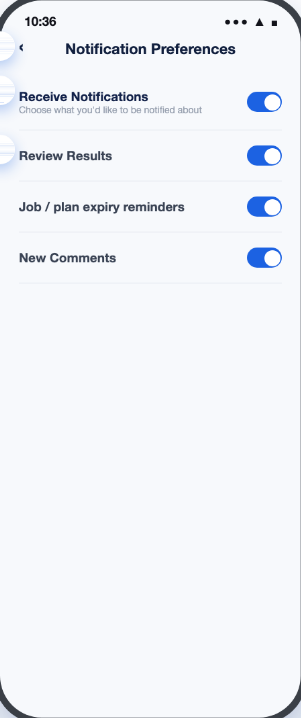 10:36
Notification Preferences
Receive Notifications
Choose what you'd like to be notified about
Review Results
Job / plan expiry reminders
New Comments